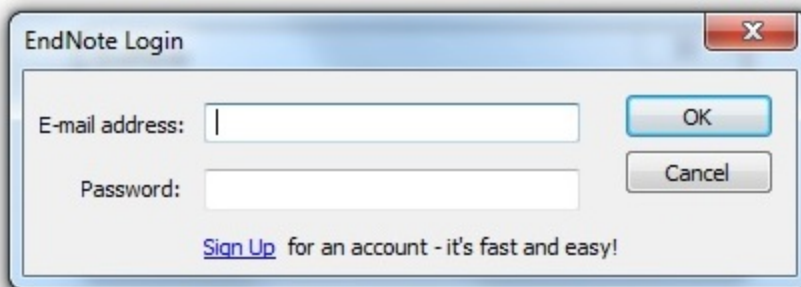 EndNote Login
E-mail address:
OK
Password:
Cancel
Sign Up for an account - it's fast and easy!